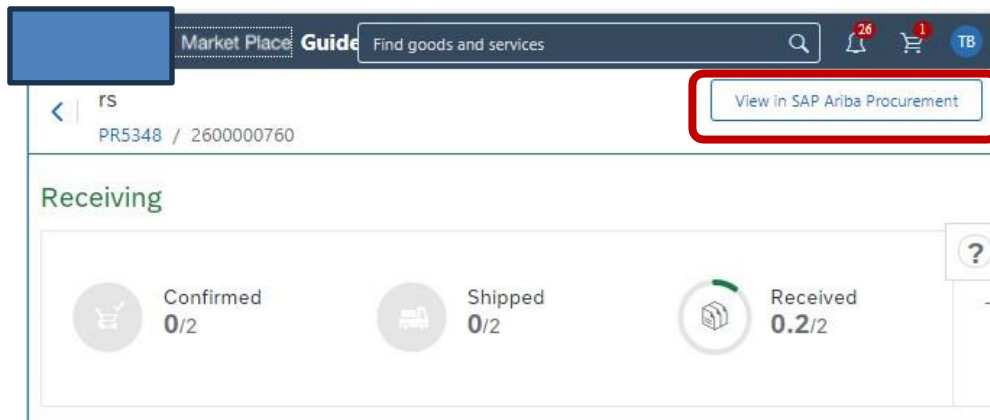 Market Place Guide Find goods and services 26 1 TB
rs View in SAP Ariba Procurement
PR5348 / 2600000760
Receiving
?
Confirmed Shipped Received
0/2 0/2 0.2/2